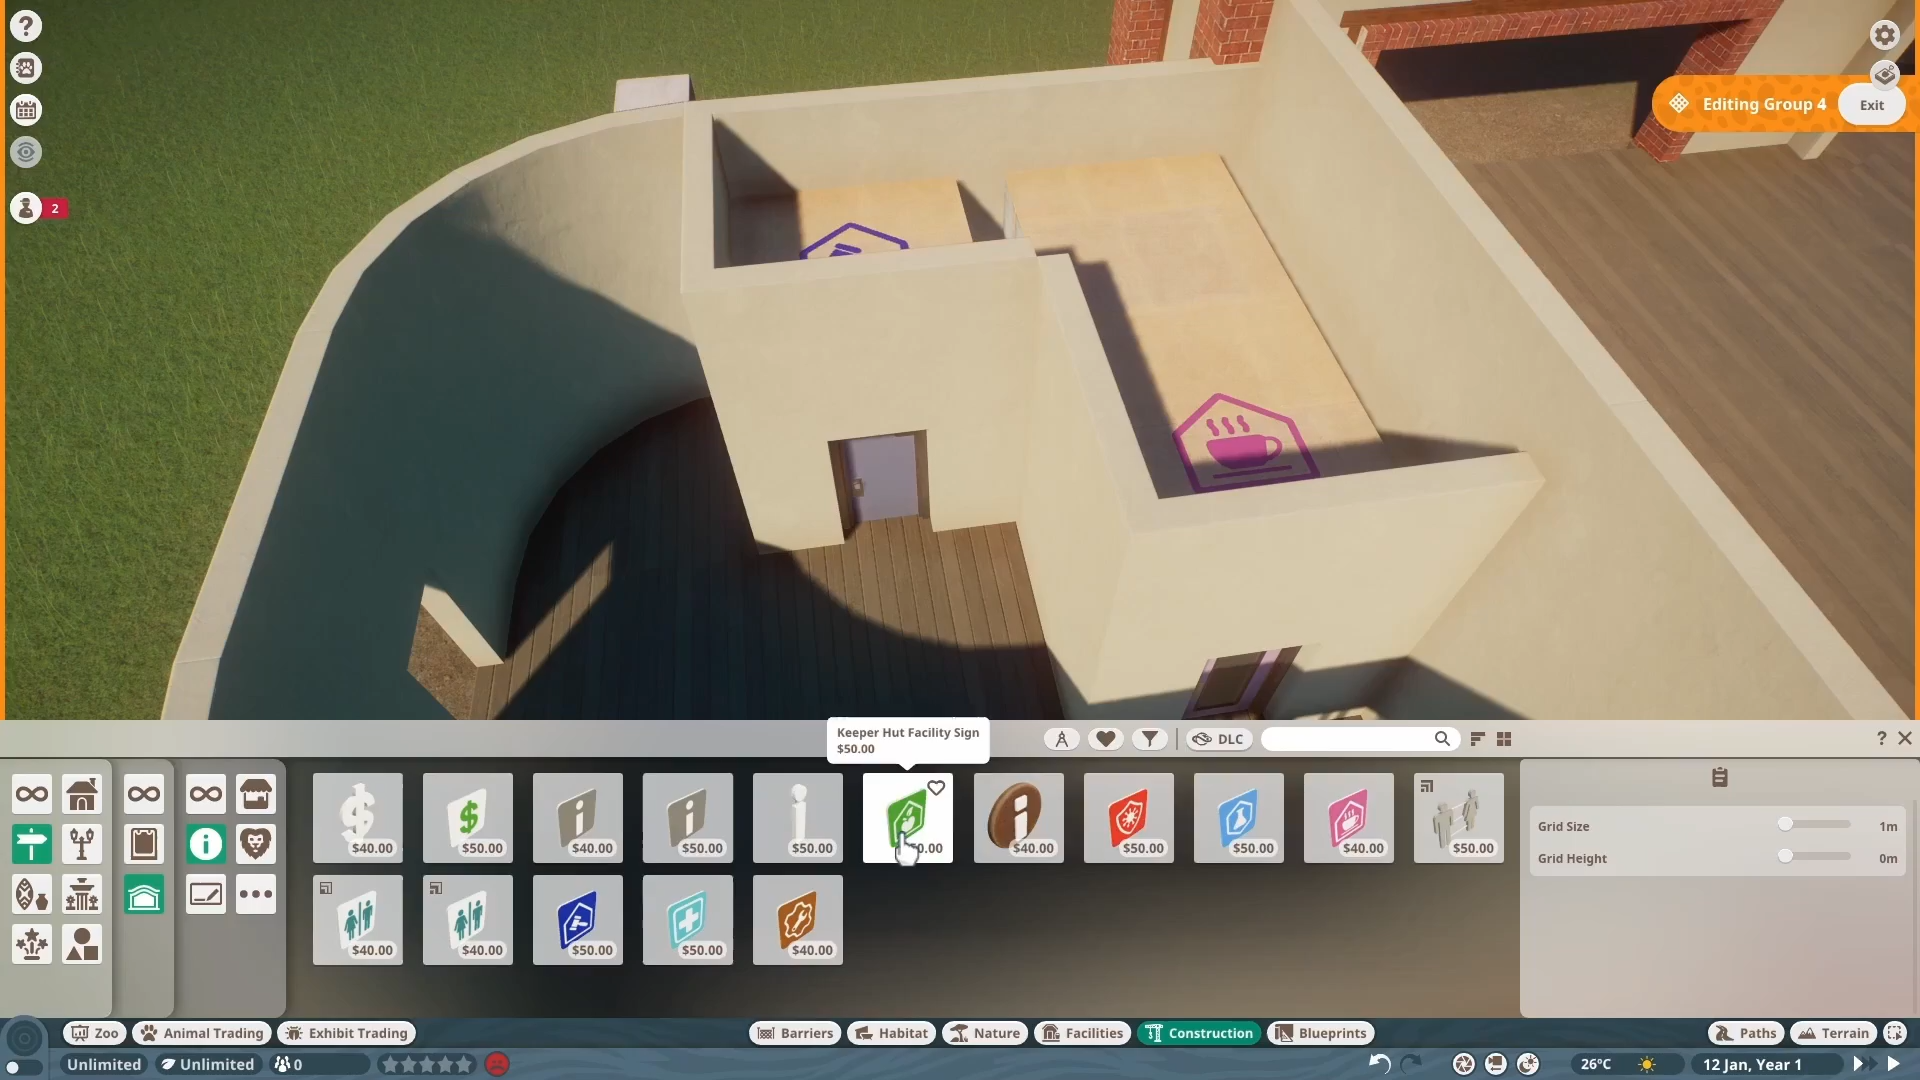 2
Editing Group 4
Exit
Keeper Hut Facility Sign
$50.00
DLC
$40.00
$50.00
$40.00
$50.00
$50.00
$40.00
$50.00
$50.00
$40.00
$50.00
$40.00
$40.00
$50.00
$50.00
$40.00
Grid Size
1m
Grid Height
0m
Zoo
Animal Trading
Exhibit Trading
Barriers
Habitat
Nature
Facilities
Construction
Blueprints
Paths
Terrain
Unlimited
Unlimited
0
26°C
12 Jan, Year 1